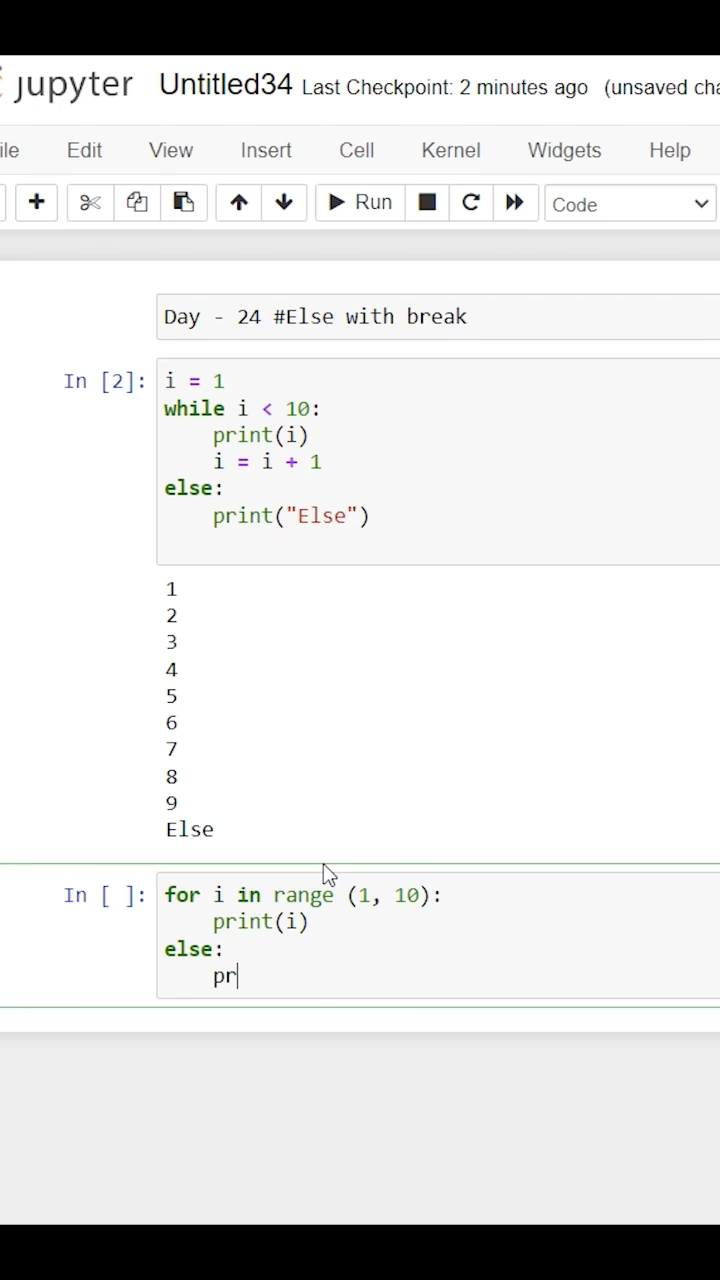 jupyter Untitled34 Last Checkpoint: 2 minutes ago (unsaved cha
ile Edit View Insert Cell Kernel Widgets Help
Run Code
Day - 24 #Else with break
In [2]: i = 1
while i < 10:
    print(i)
    i = i + 1
else:
    print("Else")
1
2
3
4
5
6
7
8
9
Else
In [ ]: for i in range (1, 10):
    print(i)
else:
    pr